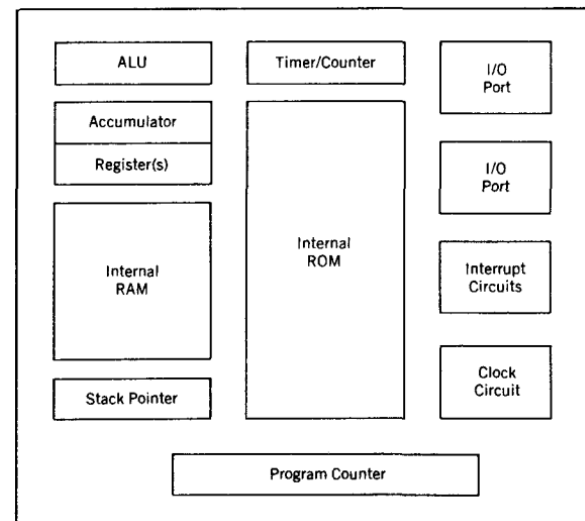 ALU
Accumulator
Register(s)
Internal
RAM
Stack Pointer
Timer/Counter
Internal
ROM
I/O
Port
I/O
Port
Interrupt
Circuits
Clock
Circuit
Program Counter